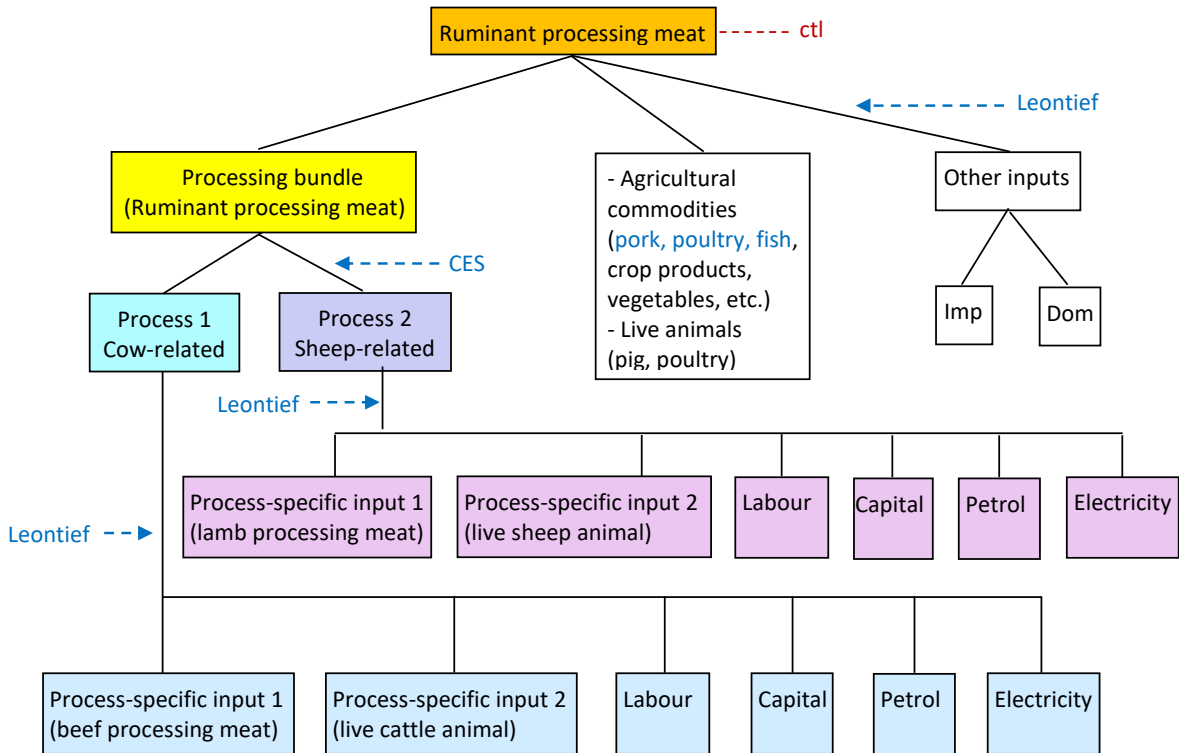 Ruminant processing meat
ctl
Leontief
Processing bundle
(Ruminant processing meat)
- Agricultural
commodities
(pork, poultry, fish,
crop products,
vegetables, etc.)
- Live animals
(pig, poultry)
Other inputs
CES
Imp
Dom
Process 1
Cow-related
Process 2
Sheep-related
Leontief
Process-specific input 1
(lamb processing meat)
Process-specific input 2
(live sheep animal)
Labour
Capital
Petrol
Electricity
Leontief
Process-specific input 1
(beef processing meat)
Process-specific input 2
(live cattle animal)
Labour
Capital
Petrol
Electricity